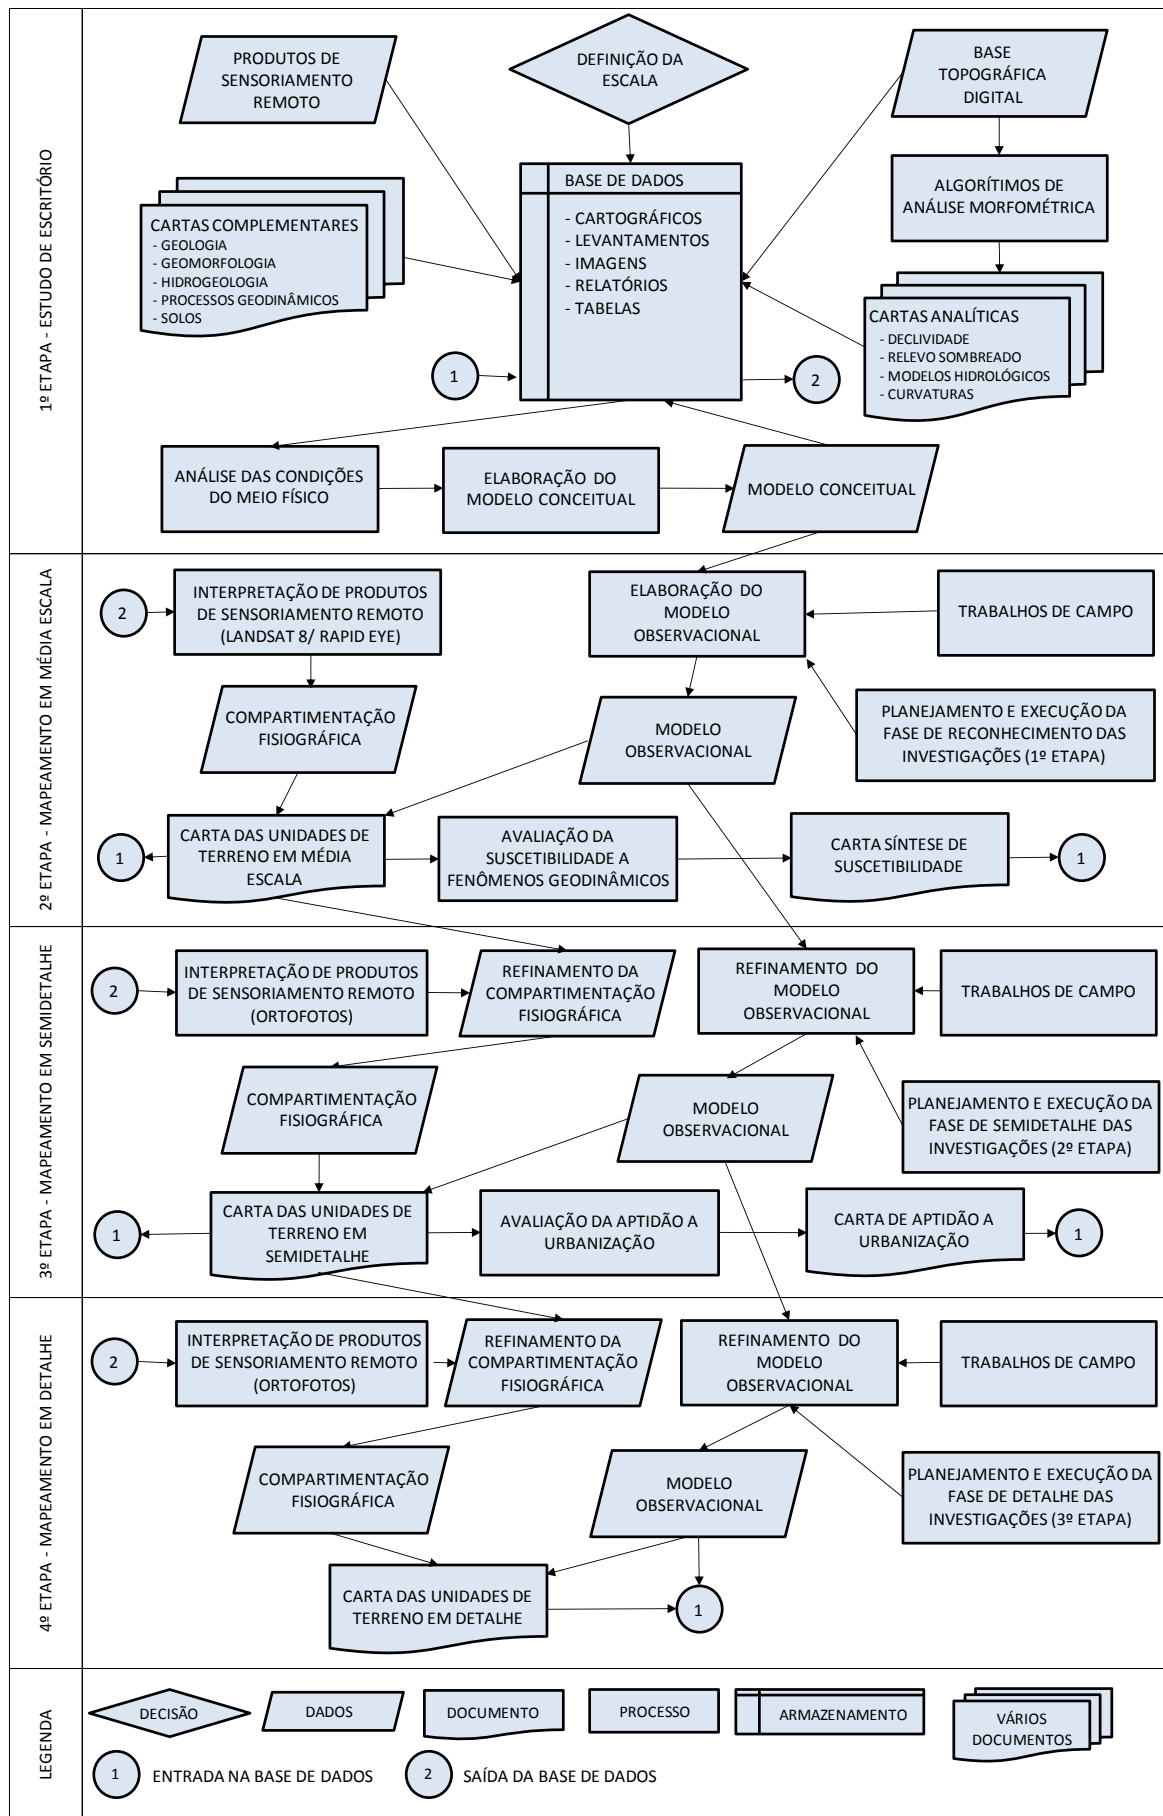 1º ETAPA - ESTUDO DE ESCRITÓRIO
PRODUTOS DE
SENSORIAMENTO
REMOTO
DEFINIÇÃO DA
ESCALA
BASE
TOPOGRÁFICA
DIGITAL
BASE DE DADOS
- CARTOGRÁFICOS
- LEVANTAMENTOS
- IMAGENS
- RELATÓRIOS
- TABELAS
ALGORÍTIMOS DE
ANÁLISE MORFOMÉTRICA
CARTAS COMPLEMENTARES
- GEOLOGIA
- GEOMORFOLOGIA
- HIDROGEOLOGIA
- PROCESSOS GEODINÂMICOS
- SOLOS
CARTAS ANALÍTICAS
- DECLIVIDADE
- RELEVO SOMBREADO
- MODELOS HIDROLÓGICOS
- CURVATURAS
1
2
ANÁLISE DAS CONDIÇÕES
DO MEIO FÍSICO
ELABORAÇÃO DO
MODELO CONCEITUAL
MODELO CONCEITUAL
2º ETAPA - MAPEAMENTO EM MÉDIA ESCALA
2
INTERPRETAÇÃO DE PRODUTOS
DE SENSORIAMENTO REMOTO
(LANDSAT 8/ RAPID EYE)
ELABORAÇÃO DO
MODELO
OBSERVACIONAL
TRABALHOS DE CAMPO
COMPARTIMENTAÇÃO
FISIOGRÁFICA
MODELO
OBSERVACIONAL
PLANEJAMENTO E EXECUÇÃO DA
FASE DE RECONHECIMENTO DAS
INVESTIGAÇÕES (1º ETAPA)
1
CARTA DAS UNIDADES DE
TERRENO EM MÉDIA
ESCALA
AVALIAÇÃO DA
SUSCETIBILIDADE A
FENÔMENOS GEODINÂMICOS
CARTA SÍNTESE DE
SUSCETIBILIDADE
1
3º ETAPA - MAPEAMENTO EM SEMIDETALHE
2
INTERPRETAÇÃO DE PRODUTOS
DE SENSORIAMENTO REMOTO
(ORTOFOTOS)
REFINAMENTO DA
COMPARTIMENTAÇÃO
FISIOGRÁFICA
REFINAMENTO DO
MODELO
OBSERVACIONAL
TRABALHOS DE CAMPO
COMPARTIMENTAÇÃO
FISIOGRÁFICA
MODELO
OBSERVACIONAL
PLANEJAMENTO E EXECUÇÃO DA
FASE DE SEMIDETALHE DAS
INVESTIGAÇÕES (2º ETAPA)
1
CARTA DAS UNIDADES DE
TERRENO EM
SEMIDETALHE
AVALIAÇÃO DA APTIDÃO A
URBANIZAÇÃO
CARTA DE APTIDÃO A
URBANIZAÇÃO
1
4º ETAPA - MAPEAMENTO EM DETALHE
2
INTERPRETAÇÃO DE PRODUTOS
DE SENSORIAMENTO REMOTO
(ORTOFOTOS)
REFINAMENTO DA
COMPARTIMENTAÇÃO
FISIOGRÁFICA
REFINAMENTO DO
MODELO
OBSERVACIONAL
TRABALHOS DE CAMPO
COMPARTIMENTAÇÃO
FISIOGRÁFICA
MODELO
OBSERVACIONAL
PLANEJAMENTO E EXECUÇÃO DA
FASE DE DETALHE DAS
INVESTIGAÇÕES (3º ETAPA)
CARTA DAS UNIDADES DE
TERRENO EM DETALHE
1
LEGENDA
DECISÃO
DADOS
DOCUMENTO
PROCESSO
ARMAZENAMENTO
VÁRIOS
DOCUMENTOS
1
ENTRADA NA BASE DE DADOS
2
SAÍDA DA BASE DE DADOS